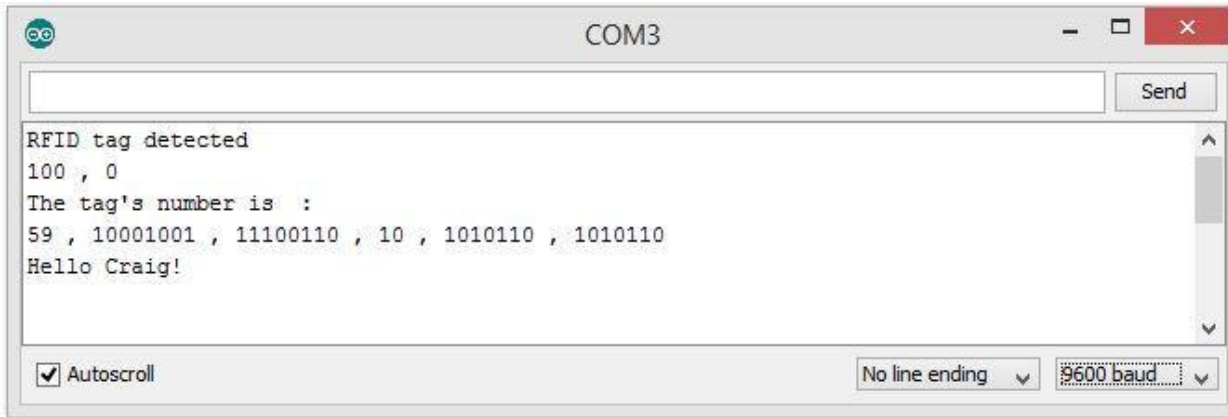 COM3
Send
RFID tag detected
100 , 0
The tag's number is  :
59 , 10001001 , 11100110 , 10 , 1010110 , 1010110
Hello Craig!
Autoscroll
No line ending
9600 baud